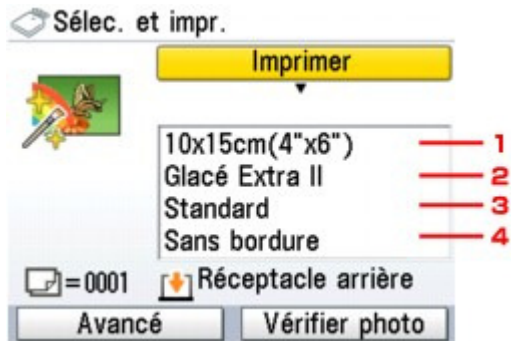 Sélec. et impr.
Imprimer
10x15cm(4"x6") 1
Glacé Extra II 2
Standard 3
Sans bordure 4
=0001 Réceptacle arrière
Avancé Vérifier photo